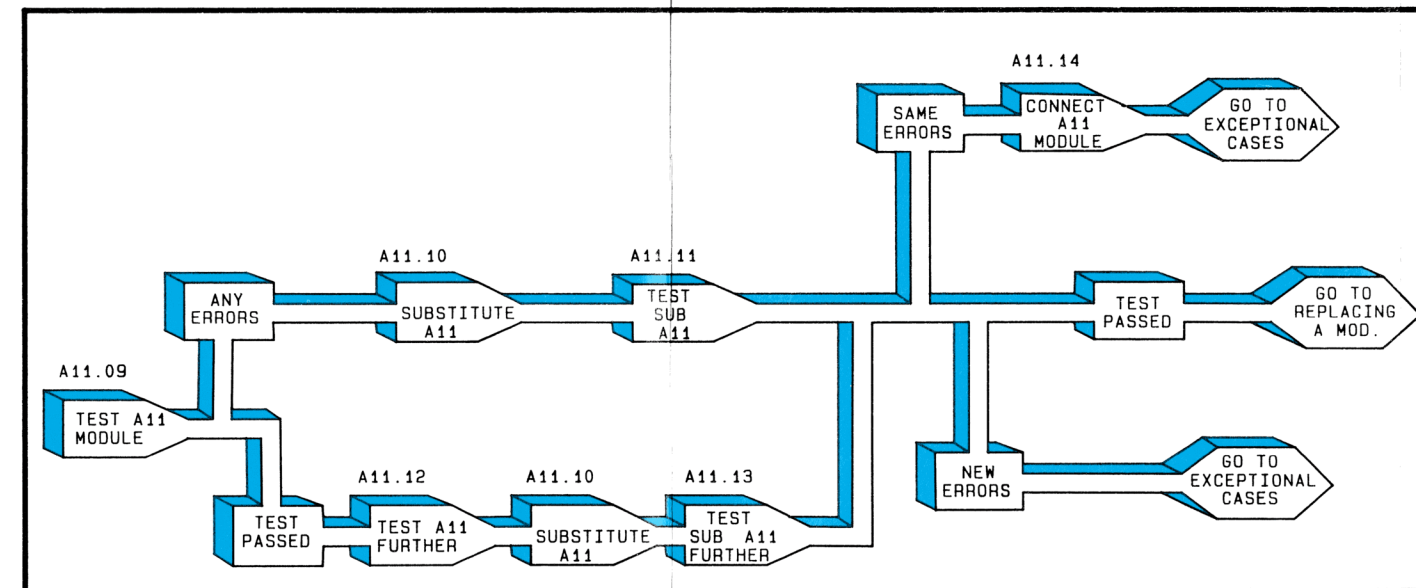 A11.14
SAME
ERRORS
CONNECT
A11
MODULE
GO TO
EXCEPTIONAL
CASES
A11.10
A11.11
ANY
ERRORS
SUBSTITUTE
A11
TEST
SUB
A11
TEST
PASSED
GO TO
REPLACING
A MOD.
A11.09
TEST A11
MODULE
A11.12
A11.10
A11.13
TEST
PASSED
TEST A11
FURTHER
SUBSTITUTE
A11
TEST
SUB A11
FURTHER
NEW
ERRORS
GO TO
EXCEPTIONAL
CASES